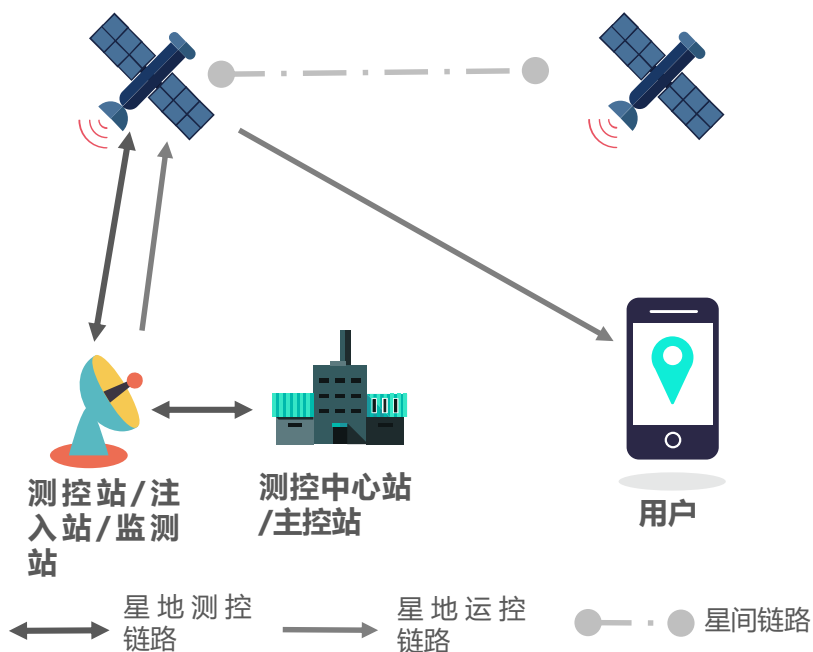 测控站/注
入站/监测
站
测控中心站
/主控站
用户
星地测控
链路
星地运控
链路
星间链路